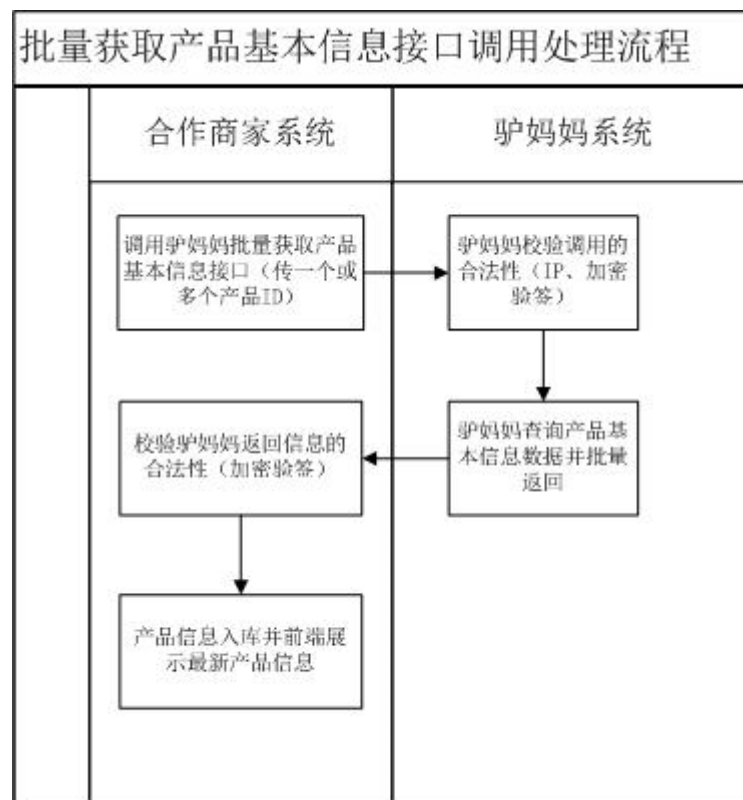 批量获取产品基本信息接口调用处理流程
合作商家系统
驴妈妈系统
调用驴妈妈批量获取产品
基本信息接口（传一个或
多个产品ID）
驴妈妈校验调用的
合法性（IP、加密
验签）
驴妈妈查询产品基
本信息数据并批量
返回
校验驴妈妈返回信息的
合法性（加密验签）
产品信息入库并前端展
示最新产品信息